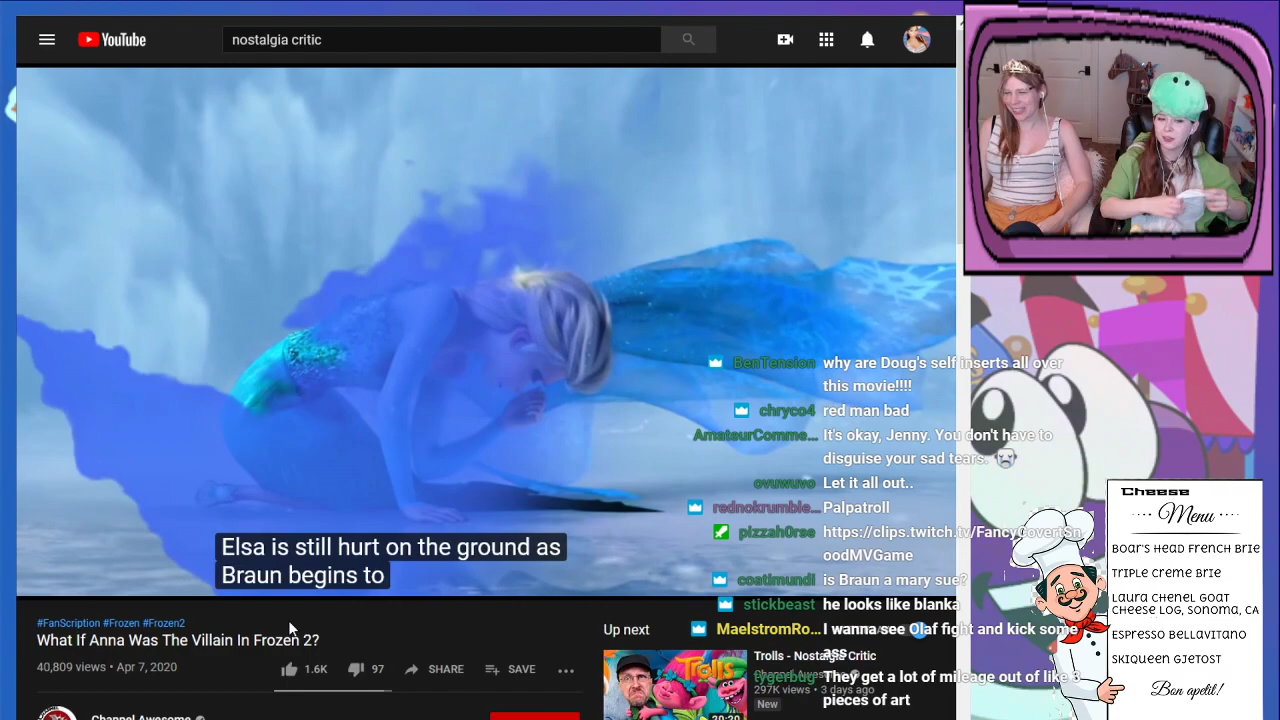 YouTube
nostalgia critic
Elsa is still hurt on the ground as
Braun begins to
#FanScription #Frozen #Frozen2
What If Anna Was The Villain In Frozen 2?
40,809 views • Apr 7, 2020
1.6K
97
SHARE
SAVE
Channel Awesome
Up next
Trolls - Nostalgia Critic
Channel Awesome
297K views • 3 days ago
New
20:20
TROLLS
BenTension why are Doug's self inserts all over
this movie!!!!
chryco4 red man bad
AmateurComme... It's okay, Jenny. You don't have to
disguise your sad tears.
ovuwuvo Let it all out..
rednokrumble... Palpatroll
pizzah0rse https://clips.twitch.tv/FancyCovertSn
oodMVGame
coatimundi is Braun a mary sue?
stickbeast he looks like blanka
MaelstromRo... I wanna see Olaf fight and kick some
ass
tygerbug They get a lot of mileage out of like 3
pieces of art
Cheese
Menu
Boar's Head French Brie
Triple Creme Brie
Laura Chenel Goat
Cheese Log, Sonoma, CA
Espresso Bellavitano
Skiqueen Gjetost
Bon apetit!